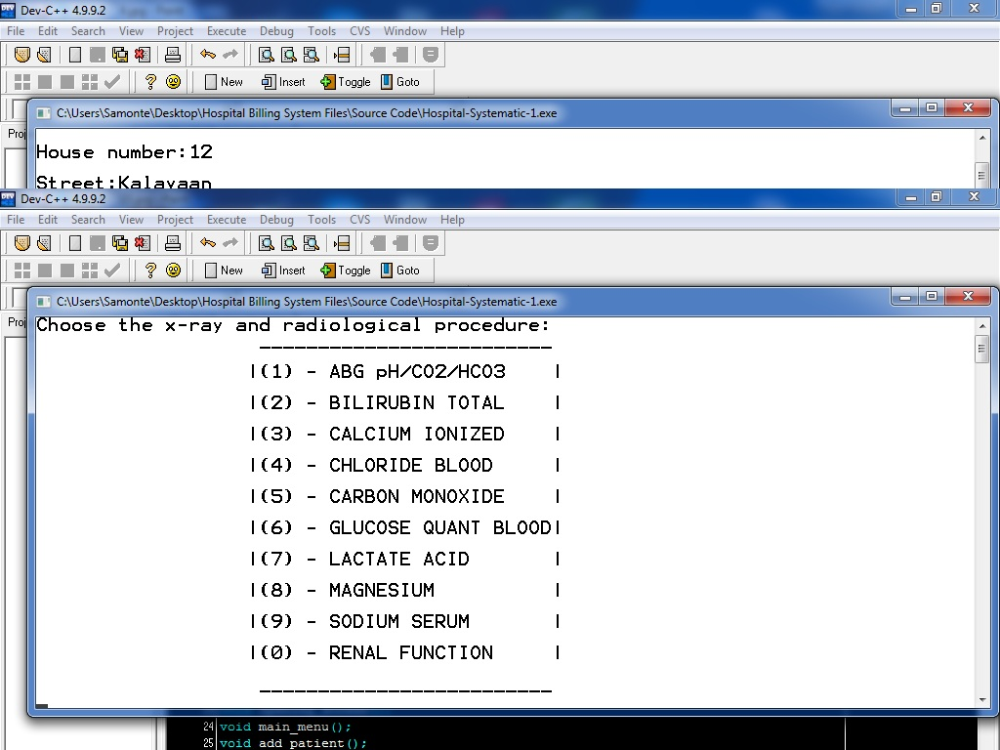 Dev-C++ 4.9.9.2
File Edit Search View Project Execute Debug Tools CVS Window Help
New Insert Toggle Goto
C:\Users\Samonte\Desktop\Hospital Billing System Files\Source Code\Hospital-Systematic-1.exe
Proj
House number:12
Street:Kalayaan
Dev-C++ 4.9.9.2
File Edit Search View Project Execute Debug Tools CVS Window Help
New Insert Toggle Goto
C:\Users\Samonte\Desktop\Hospital Billing System Files\Source Code\Hospital-Systematic-1.exe
Proj
Choose the x-ray and radiological procedure:
-------------------------
|(1) - ABG pH/CO2/HCO3 |
|(2) - BILIRUBIN TOTAL |
|(3) - CALCIUM IONIZED |
|(4) - CHLORIDE BLOOD |
|(5) - CARBON MONOXIDE |
|(6) - GLUCOSE QUANT BLOOD|
|(7) - LACTATE ACID |
|(8) - MAGNESIUM |
|(9) - SODIUM SERUM |
|(0) - RENAL FUNCTION |
-------------------------
24 void main_menu();
25 void add_patient();